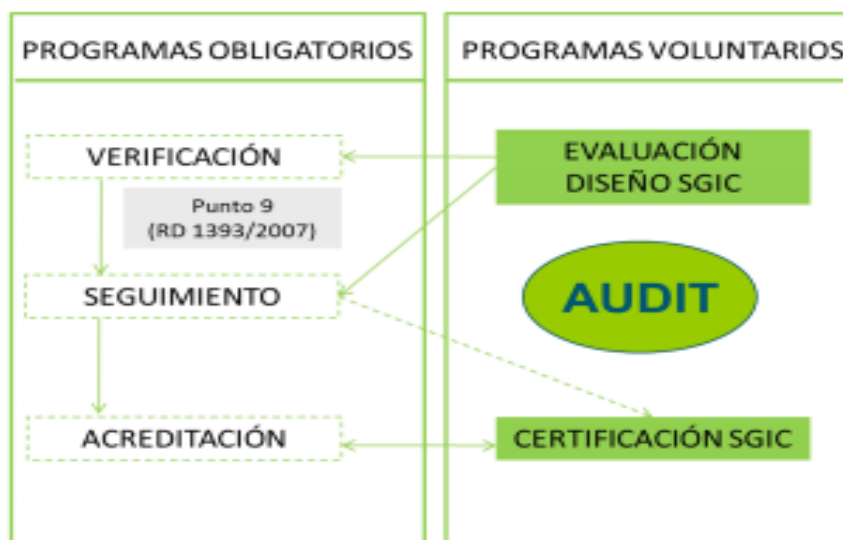 PROGRAMAS OBLIGATORIOS
PROGRAMAS VOLUNTARIOS
VERIFICACIÓN
EVALUACIÓN
DISEÑO SGIC
Punto 9
(RD 1393/2007)
SEGUIMIENTO
AUDIT
ACREDITACIÓN
CERTIFICACIÓN SGIC